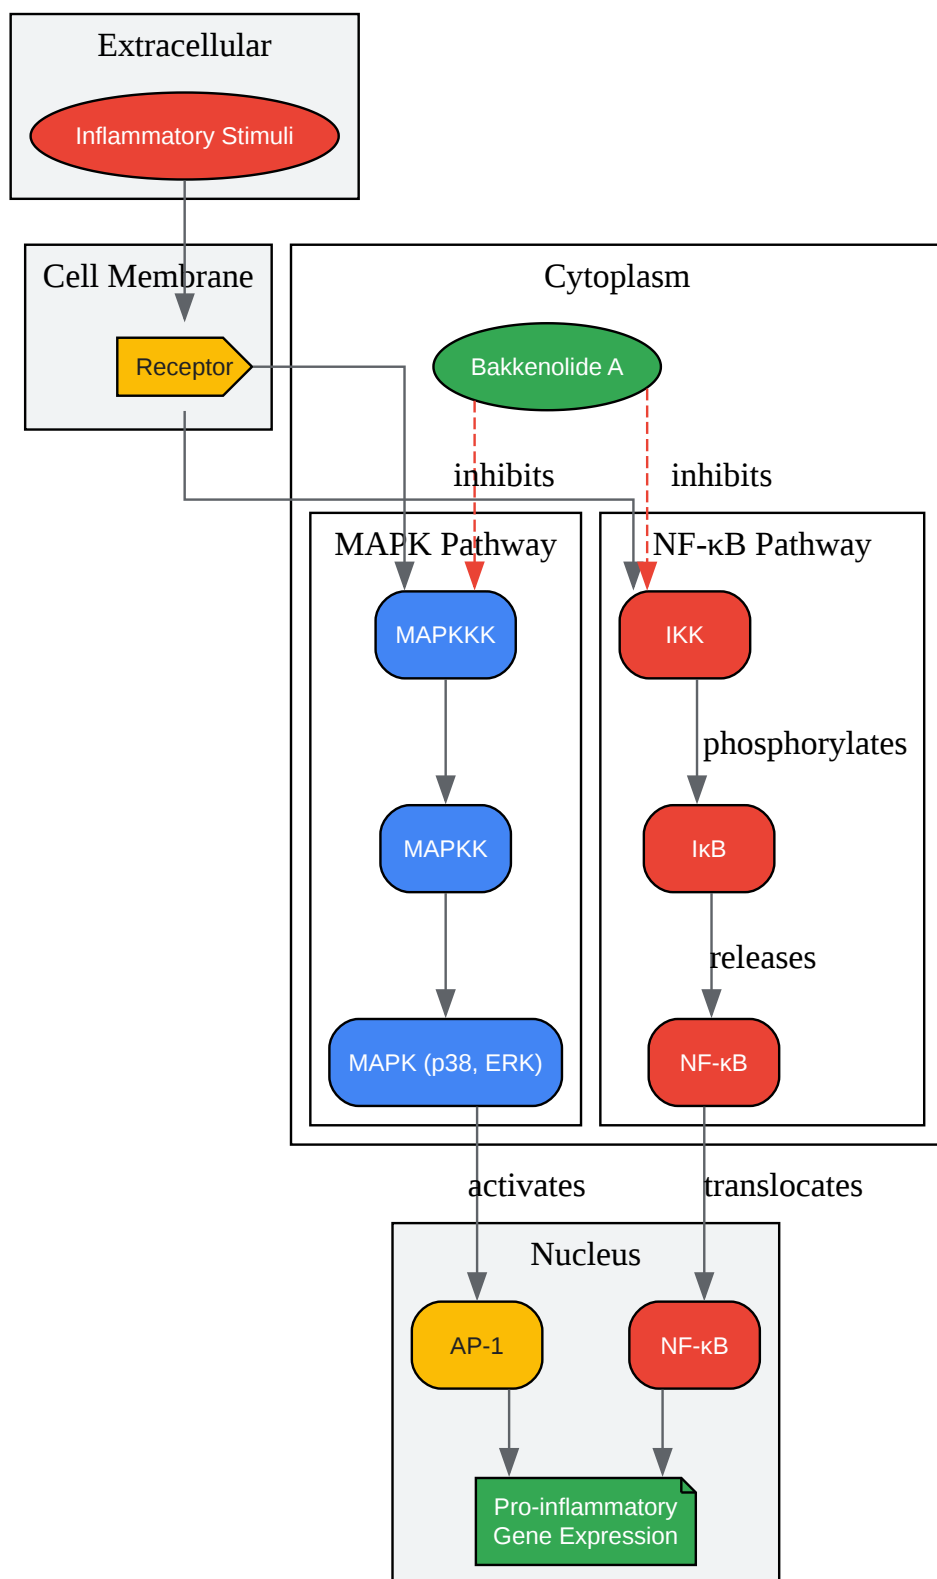 Extracellular
Inflammatory Stimuli
Cell Membrane
Cytoplasm
Receptor
Bakkenolide A
inhibits
inhibits
MAPK Pathway
NF-κB Pathway
MAPKKK
IKK
phosphorylates
MAPKK
IκB
releases
MAPK (p38, ERK)
NF-κB
activates
translocates
Nucleus
AP-1
NF-κB
Pro-inflammatory
Gene Expression